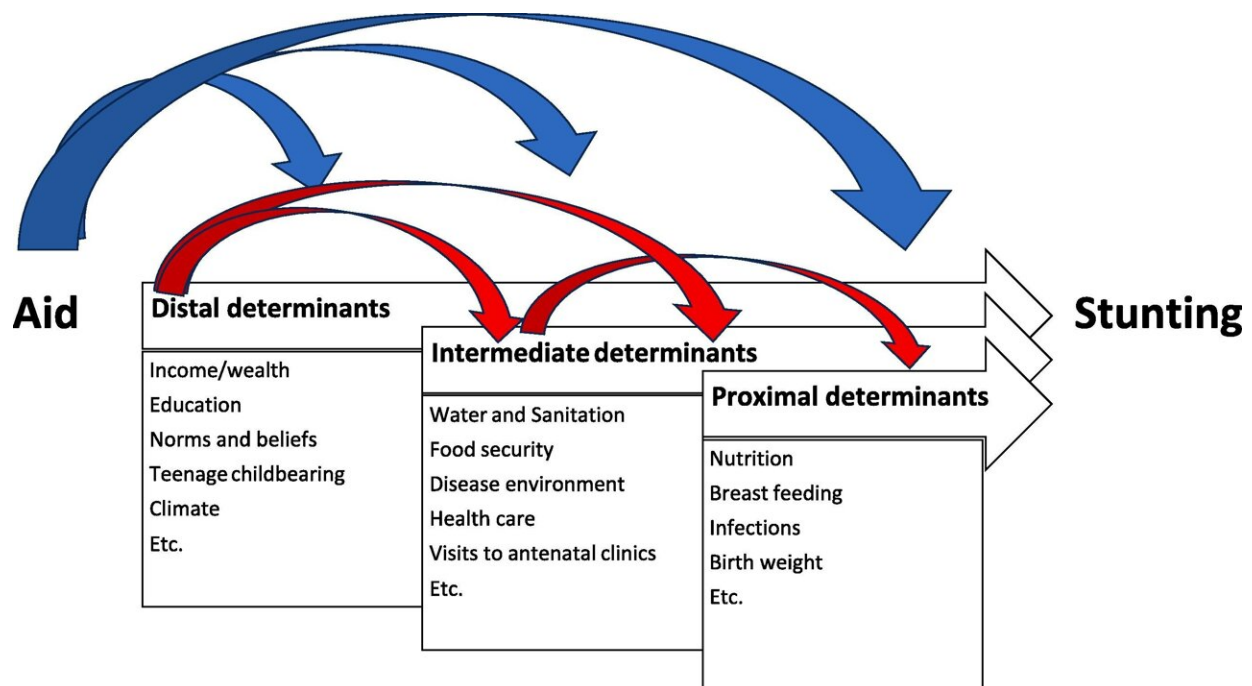 Aid
Distal determinants
Income/wealth
Education
Norms and beliefs
Teenage childbearing
Climate
Etc.
Intermediate determinants
Water and Sanitation
Food security
Disease environment
Health care
Visits to antenatal clinics
Etc.
Proximal determinants
Nutrition
Breast feeding
Infections
Birth weight
Etc.
Stunting